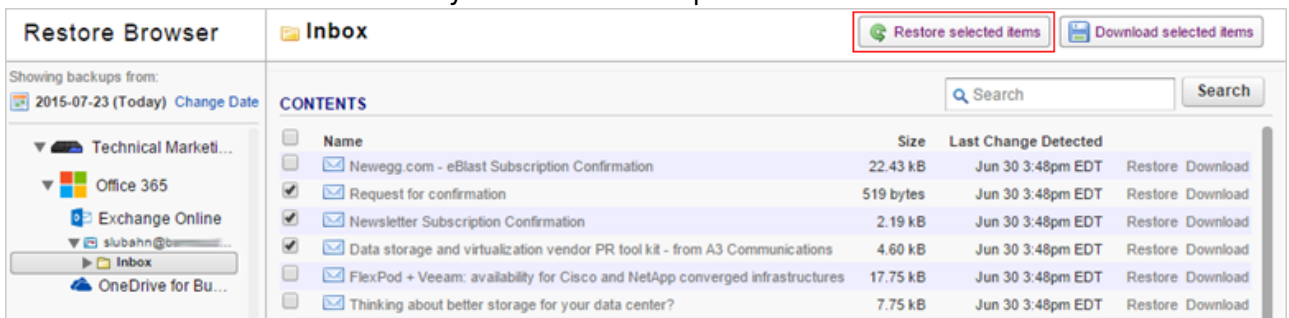 Restore Browser
Inbox
Restore selected items
Download selected items
Showing backups from:
2015-07-23 (Today) Change Date
CONTENTS
Search
Search
Technical Marketi...
Office 365
Exchange Online
slubahn@
Inbox
OneDrive for Bu...
Name Size Last Change Detected
Newegg.com - eBlast Subscription Confirmation 22.43 kB Jun 30 3:48pm EDT Restore Download
Request for confirmation 519 bytes Jun 30 3:48pm EDT Restore Download
Newsletter Subscription Confirmation 2.19 kB Jun 30 3:48pm EDT Restore Download
Data storage and virtualization vendor PR tool kit - from A3 Communications 4.60 kB Jun 30 3:48pm EDT Restore Download
FlexPod + Veeam: availability for Cisco and NetApp converged infrastructures 17.75 kB Jun 30 3:48pm EDT Restore Download
Thinking about better storage for your data center? 7.75 kB Jun 30 3:48pm EDT Restore Download